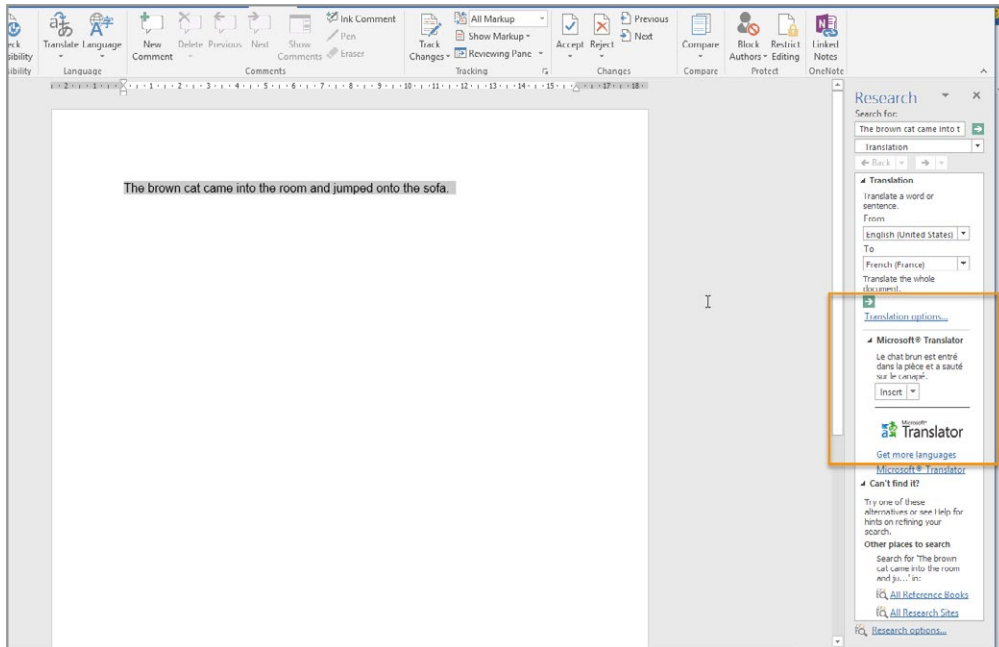 Ink Comment
All Markup
Previous
Pen
Show Markup
Next
Translate Language
New Comment
Delete Previous Next
Show Comments
Eraser
Track Changes
Reviewing Pane
Accept Reject
Compare
Block Authors
Restrict Editing
Linked Notes
Language
Comments
Tracking
Changes
Compare
Protect
OneNote
The brown cat came into the room and jumped onto the sofa.
Research
Search for:
The brown cat came into t
Translation
Back
Translation
Translate a word or
sentence.
From
English (United States)
To
French (France)
Translate the whole
document.
Translation options...
Microsoft® Translator
Le chat brun est entré
dans la pièce et a sauté
sur le canapé.
Insert
Microsoft®
Translator
Get more languages
Microsoft® Translator
Can't find it?
Try one of these
alternatives or see Help for
hints on refining your
search.
Other places to search
Search for 'The brown
cat came into the room
and ju...' in:
All Reference Books
All Research Sites
Research options...